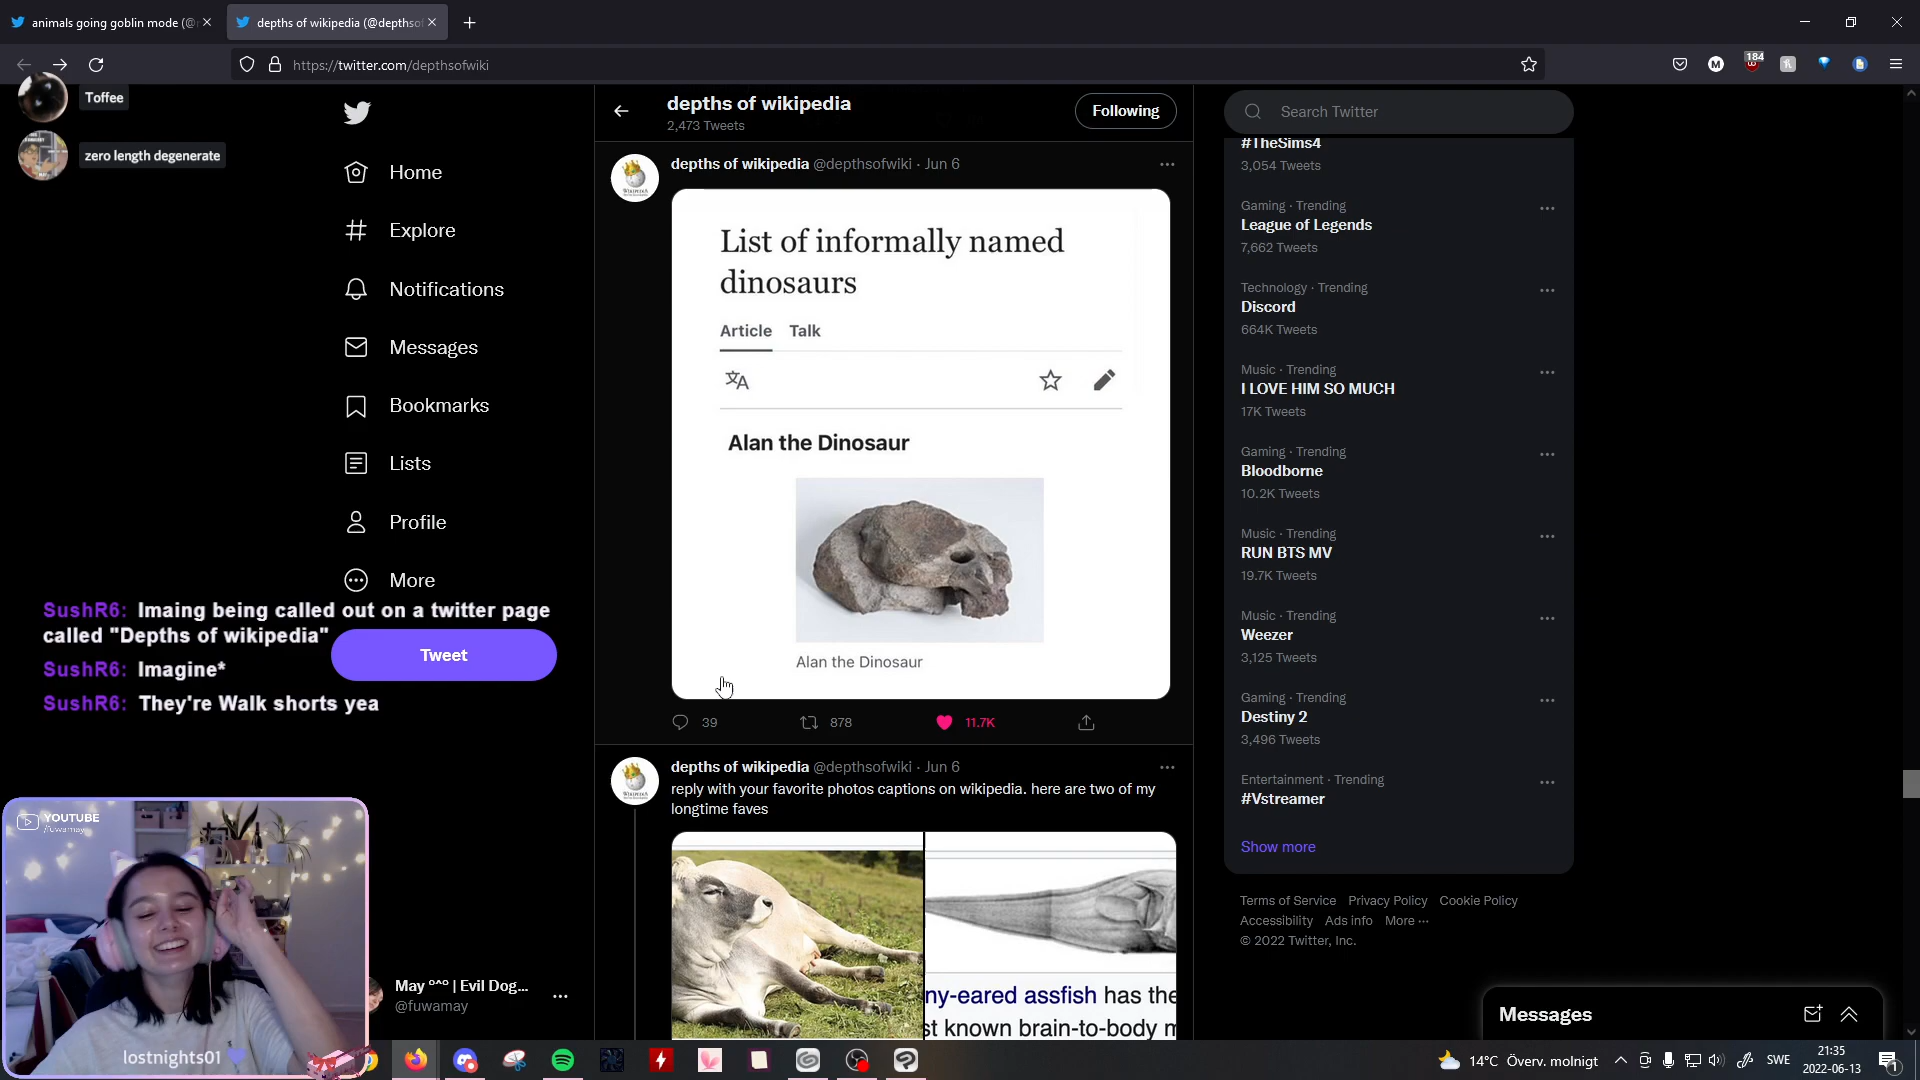 animals going goblin mode (@
depths of wikipedia (@depthso
https://twitter.com/depthsofwiki
184
Toffee
zero length degenerate
Home
Explore
Notifications
Messages
Bookmarks
Lists
Profile
More
SushR6: Imaing being called out on a twitter page
called "Depths of wikipedia"
SushR6: Imagine*
SushR6: They're Walk shorts yea
Tweet
YOUTUBE
/fuwamay
lostnights01
May °^° | Evil Dog...
@fuwamay
depths of wikipedia
2,473 Tweets
Following
depths of wikipedia @depthsofwiki · Jun 6
List of informally named
dinosaurs
Article Talk
Alan the Dinosaur
Alan the Dinosaur
39 878 11.7K
depths of wikipedia @depthsofwiki · Jun 6
reply with your favorite photos captions on wikipedia. here are two of my
longtime faves
ny-eared assfish has the
st known brain-to-body
Search Twitter
#TheSims4
3,054 Tweets
Gaming · Trending
League of Legends
7,662 Tweets
Technology · Trending
Discord
664K Tweets
Music · Trending
I LOVE HIM SO MUCH
17K Tweets
Gaming · Trending
Bloodborne
10.2K Tweets
Music · Trending
RUN BTS MV
19.7K Tweets
Music · Trending
Weezer
3,125 Tweets
Gaming · Trending
Destiny 2
3,496 Tweets
Entertainment · Trending
#Vstreamer
Show more
Terms of Service Privacy Policy Cookie Policy
Accessibility Ads info More ···
© 2022 Twitter, Inc.
Messages
14°C Överv. molnigt
SWE
21:35
2022-06-13
1